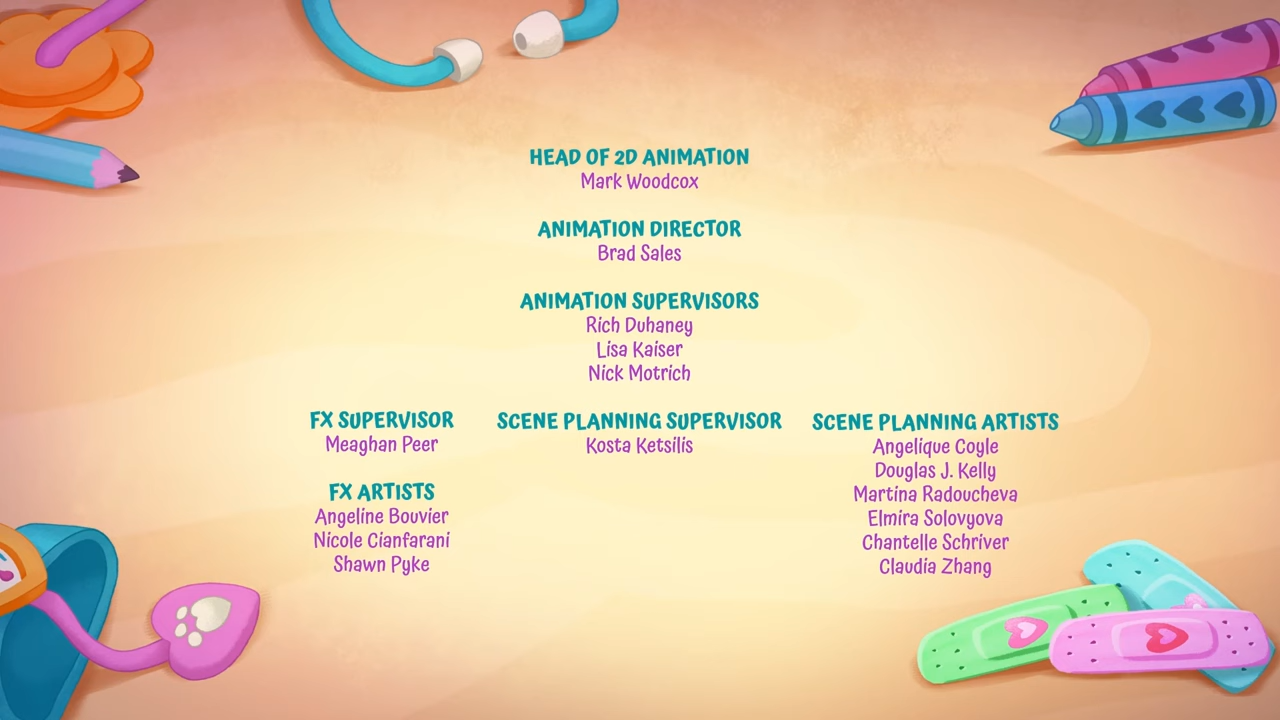 HEAD OF 2D ANIMATION
Mark Woodcox
ANIMATION DIRECTOR
Brad Sales
ANIMATION SUPERVISORS
Rich Duhaney
Lisa Kaiser
Nick Motrich
FX SUPERVISOR
Meaghan Peer
FX ARTISTS
Angeline Bouvier
Nicole Cianfarani
Shawn Pyke
SCENE PLANNING SUPERVISOR
Kosta Ketsilis
SCENE PLANNING ARTISTS
Angelique Coyle
Douglas J. Kelly
Martina Radoucheva
Elmira Solovyova
Chantelle Schriver
Claudia Zhang